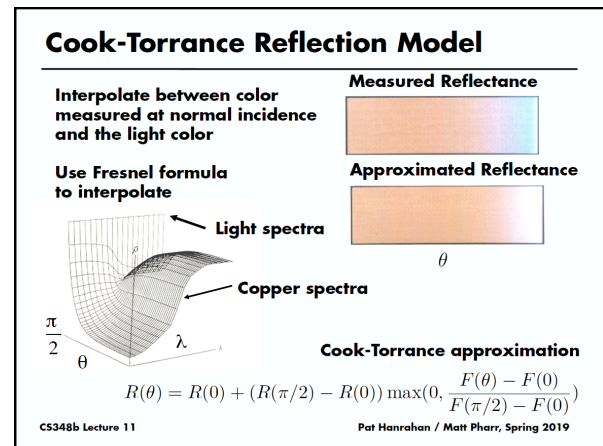 Cook-Torrance Reflection Model
Interpolate between color
measured at normal incidence
and the light color
Use Fresnel formula
to interpolate
Measured Reflectance
Approximated Reflectance
θ
Light spectra
ρ
Copper spectra
π
2
θ
λ
λ
Cook-Torrance approximation
R(θ) = R(0) + (R(π/2) − R(0)) max(0, \frac{F(θ) − F(0)}{F(π/2) − F(0)})
CS348b Lecture 11
Pat Hanrahan / Matt Pharr, Spring 2019